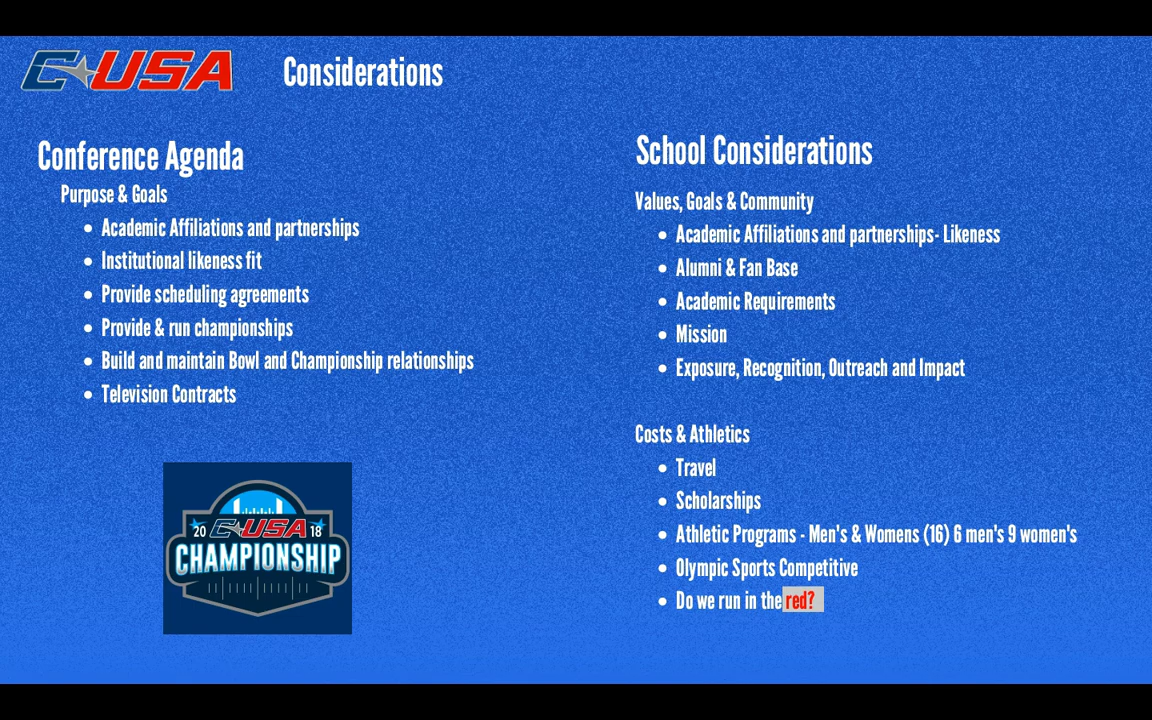 C USA
Considerations
Conference Agenda
Purpose & Goals
• Academic Affiliations and partnerships
• Institutional likeness fit
• Provide scheduling agreements
• Provide & run championships
• Build and maintain Bowl and Championship relationships
• Television Contracts
20 C USA 18
CHAMPIONSHIP
School Considerations
Values, Goals & Community
• Academic Affiliations and partnerships- Likeness
• Alumni & Fan Base
• Academic Requirements
• Mission
• Exposure, Recognition, Outreach and Impact
Costs & Athletics
• Travel
• Scholarships
• Athletic Programs - Men's & Womens (16) 6 men's 9 women's
• Olympic Sports Competitive
• Do we run in the red?